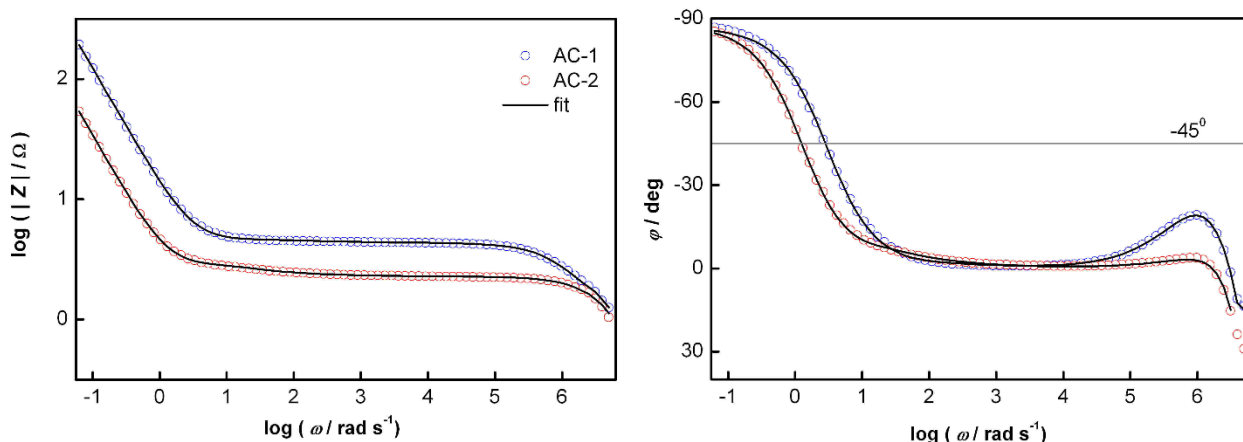 log ( | Z | / Ω )
2
1
0
AC-1
AC-2
fit
-1 0 1 2 3 4 5 6
log ( ω / rad s⁻¹)
φ / deg
-90
-60
-30
0
30
-45⁰
-1 0 1 2 3 4 5 6
log ( ω / rad s⁻¹)